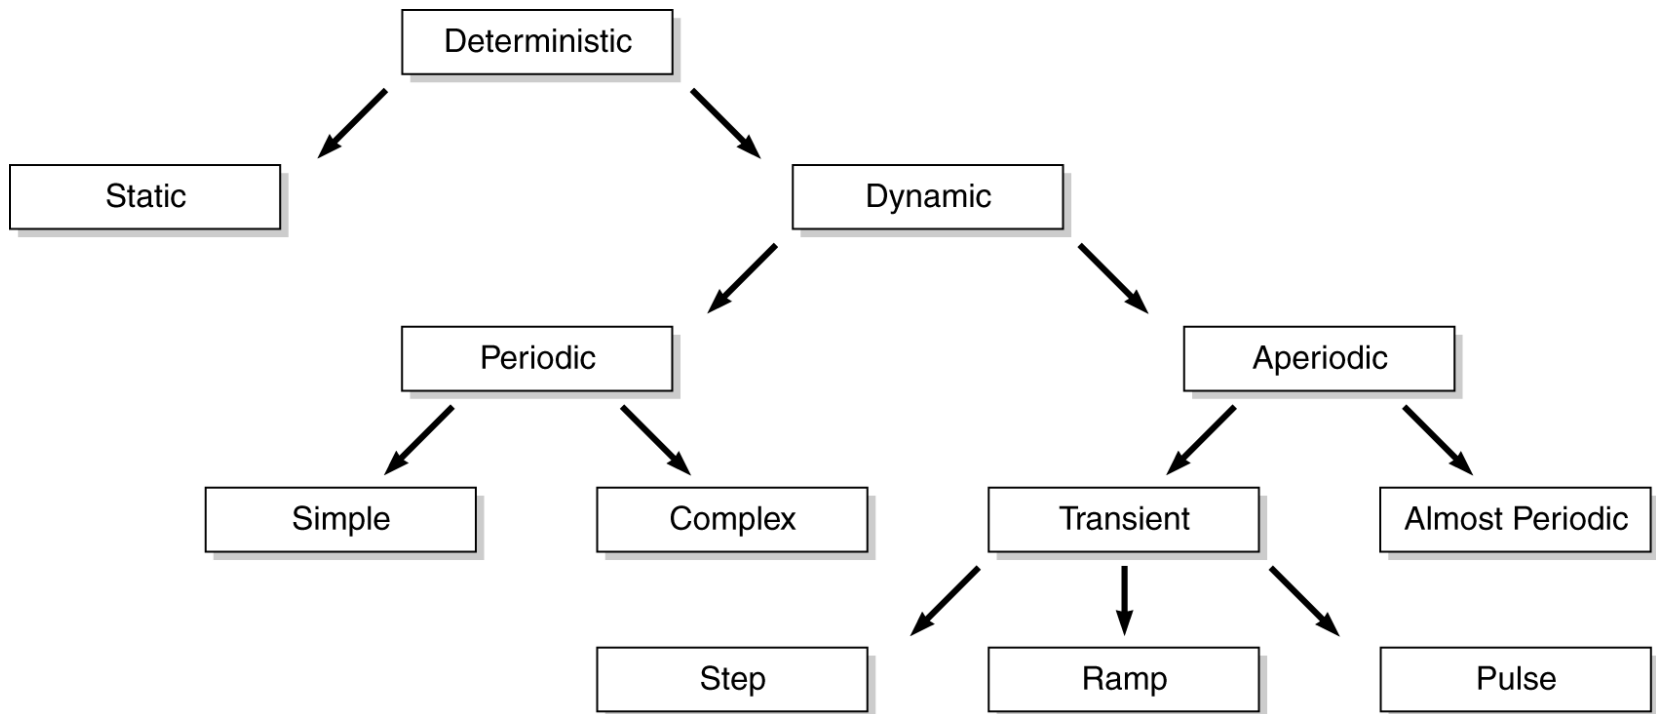 Deterministic
Static
Dynamic
Periodic
Aperiodic
Simple
Complex
Transient
Almost Periodic
Step
Ramp
Pulse